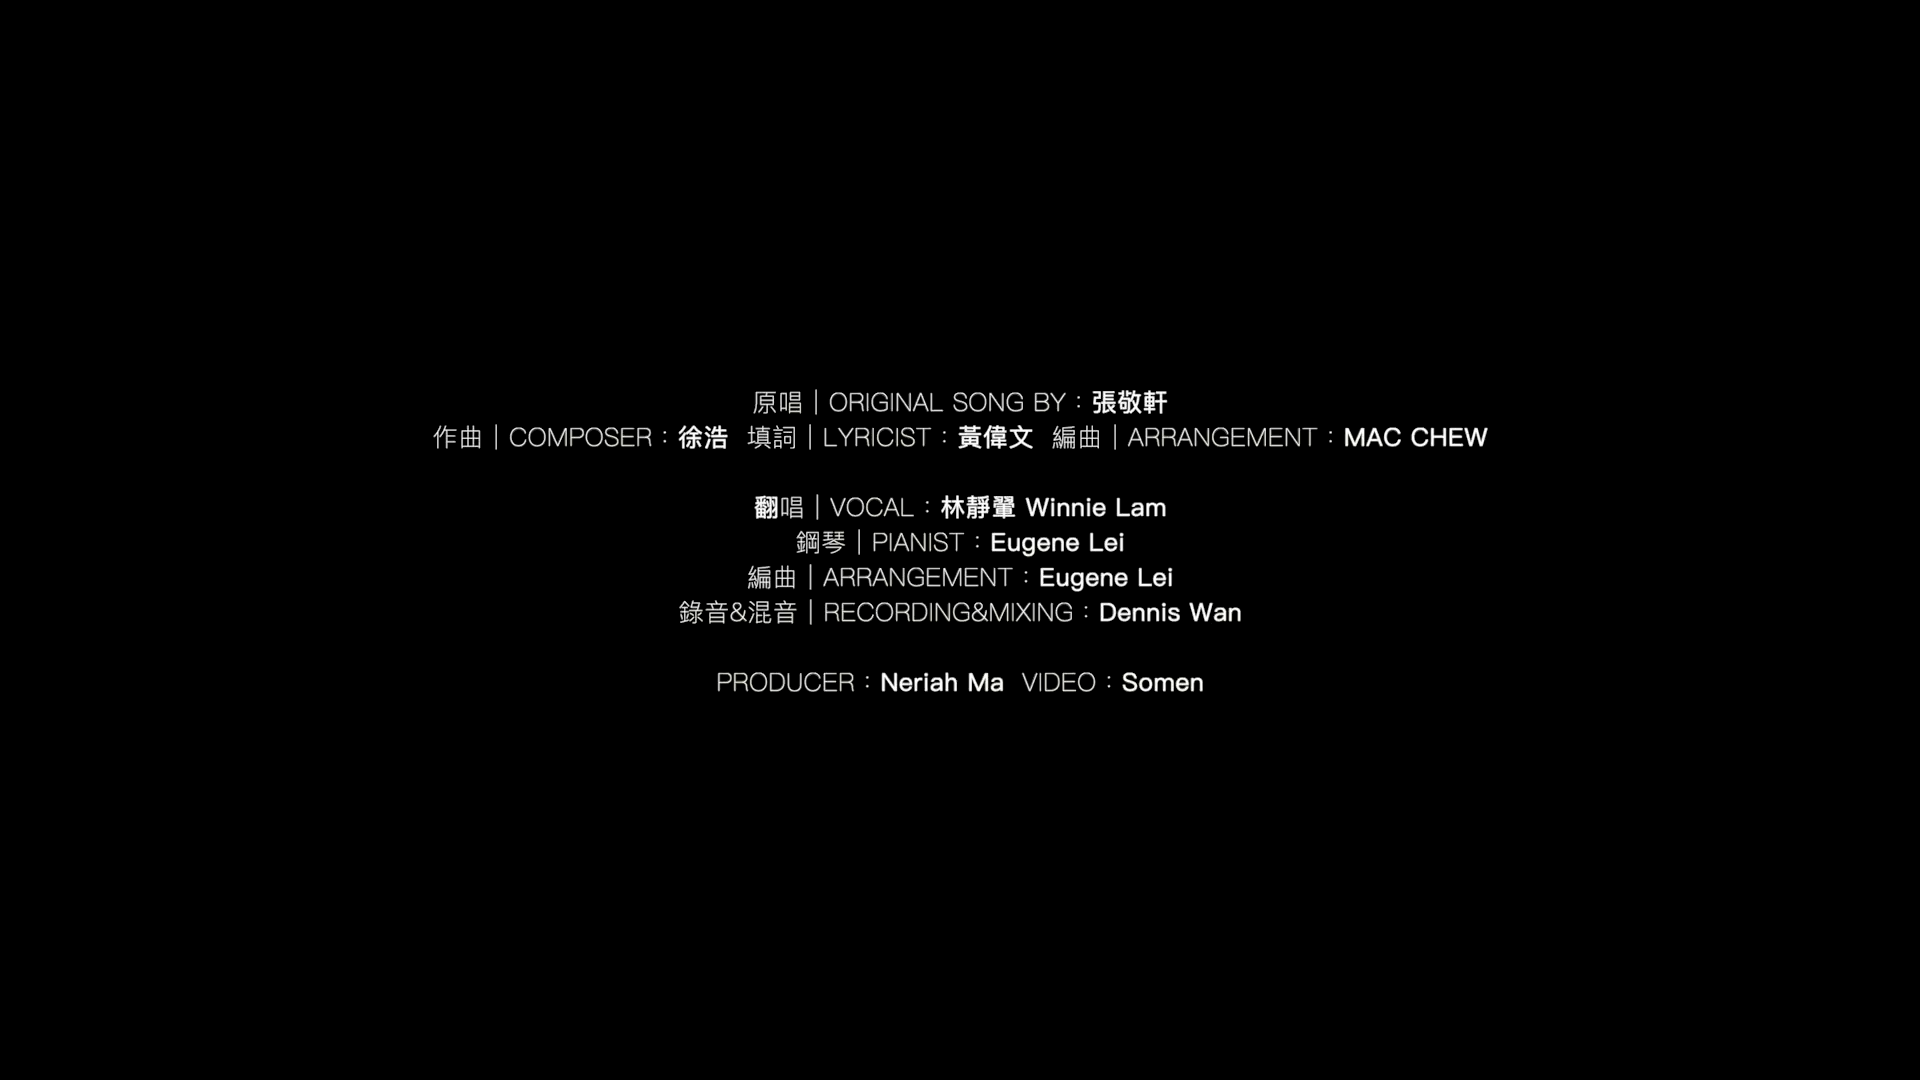 原唱｜ORIGINAL SONG BY：張敬軒
作曲｜COMPOSER：徐浩 填詞｜LYRICIST：黃偉文 編曲｜ARRANGEMENT：MAC CHEW
翻唱｜VOCAL：林靜翬 Winnie Lam
鋼琴｜PIANIST：Eugene Lei
編曲｜ARRANGEMENT：Eugene Lei
錄音&混音｜RECORDING&MIXING：Dennis Wan
PRODUCER：Neriah Ma VIDEO：Somen